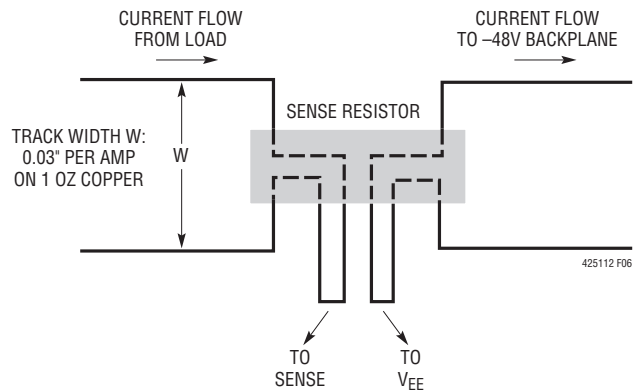 CURRENT FLOW
FROM LOAD
CURRENT FLOW
TO –48V BACKPLANE
SENSE RESISTOR
TRACK WIDTH W:
0.03" PER AMP
ON 1 OZ COPPER
W
425112 F06
TO
SENSE
TO
VEE